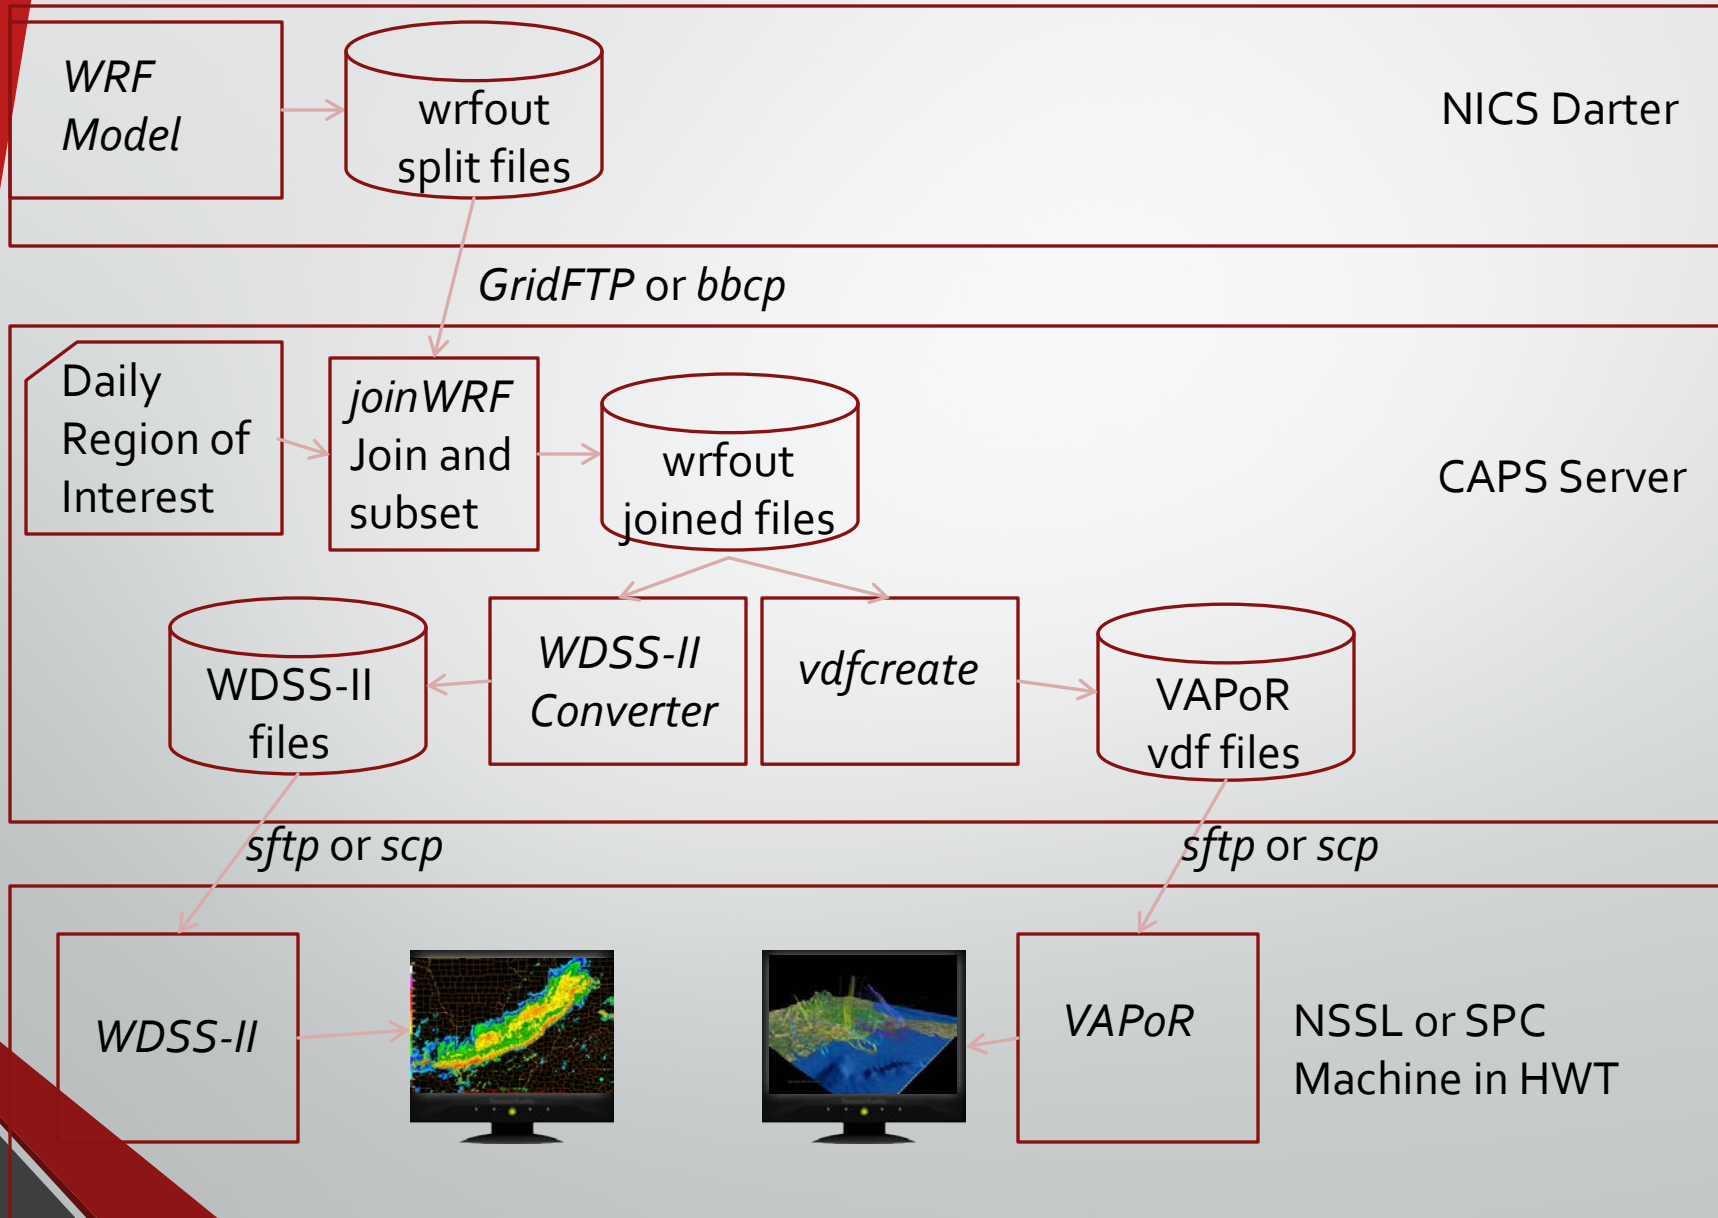 WRF
Model
wrfout
split files
NICS Darter
GridFTP or bbcp
Daily
Region of
Interest
joinWRF
Join and
subset
wrfout
joined files
CAPS Server
WDSS-II
files
WDSS-II
Converter
vdfcreate
VAPoR
vdf files
sftp or scp
sftp or scp
WDSS-II
VAPoR
NSSL or SPC
Machine in HWT